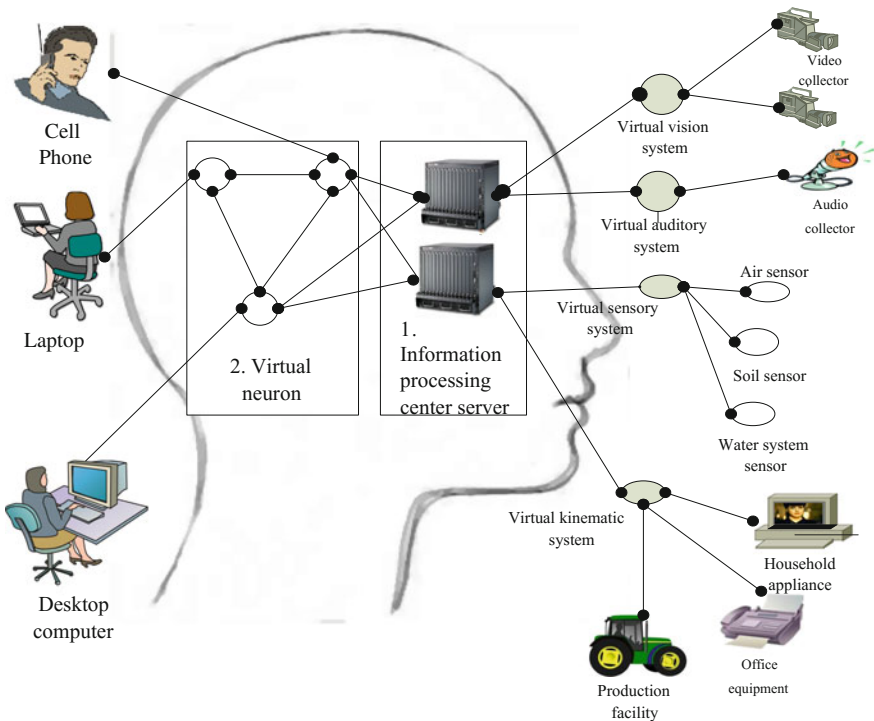 Cell
Phone
Laptop
Desktop
computer
2. Virtual
neuron
1.
Information
processing
center server
Virtual vision
system
Video
collector
Virtual auditory
system
Audio
collector
Virtual sensory
system
Air sensor
Soil sensor
Water system
sensor
Virtual kinematic
system
Household
appliance
Office
equipment
Production
facility